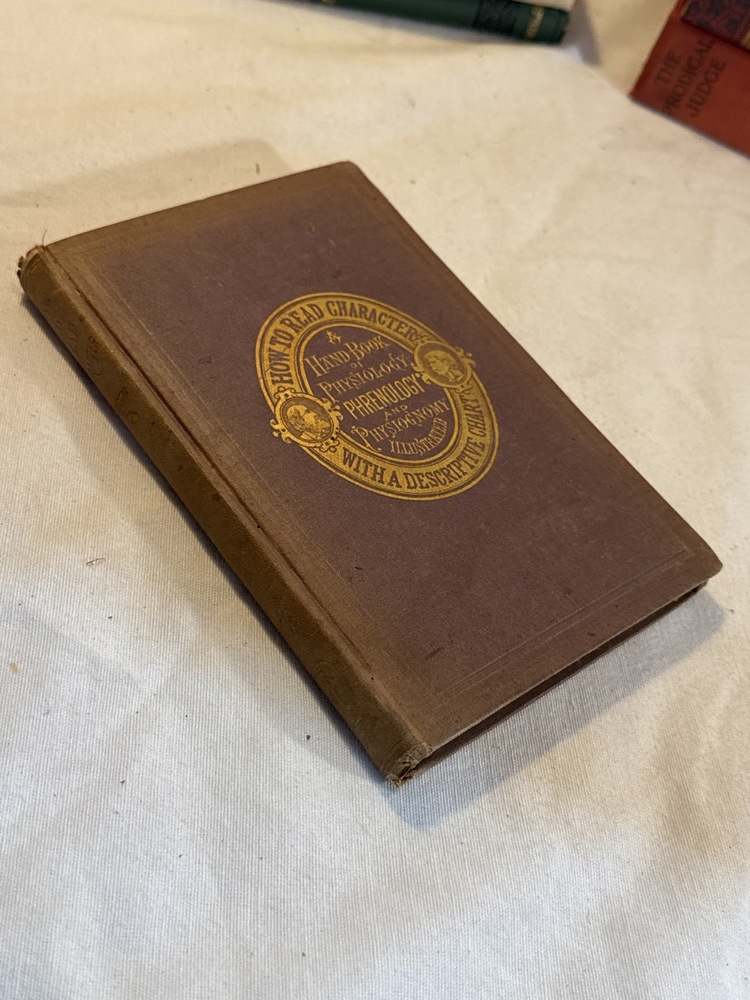 HOW TO READ CHARACTER
A
HAND BOOK
OF
PHYSIOLOGY
PHRENOLOGY
AND
PHYSIOGNOMY
ILLUSTRATED
WITH A DESCRIPTIVE CHART
THE
PRODIGAL
JUDGE